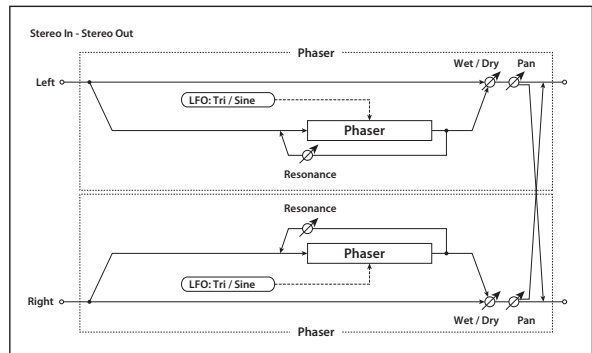 Stereo In - Stereo Out
Phaser
Wet / Dry Pan
Left
LFO: Tri / Sine
Phaser
Resonance
Resonance
Phaser
LFO: Tri / Sine
Right
Wet / Dry Pan
Phaser